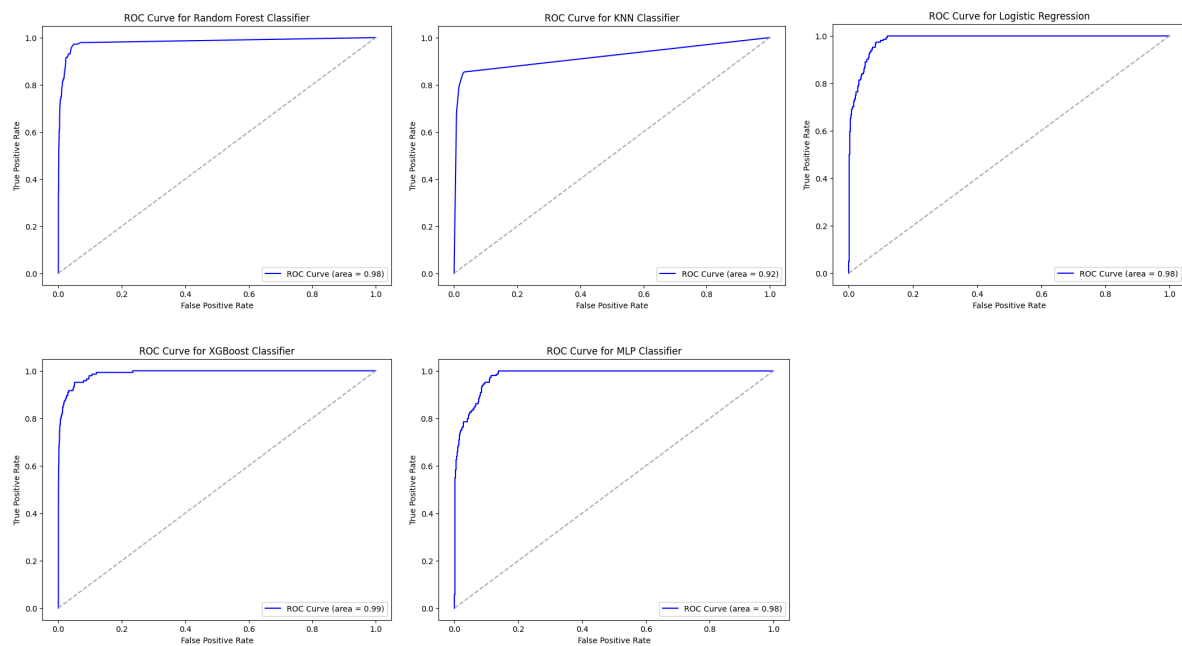 ROC Curve for Random Forest Classifier
1.0
0.8
0.6
0.4
0.2
0.0
True Positive Rate
0.0 0.2 0.4 0.6 0.8 1.0
False Positive Rate
ROC Curve (area = 0.98)
ROC Curve for KNN Classifier
1.0
0.8
0.6
0.4
0.2
0.0
True Positive Rate
0.0 0.2 0.4 0.6 0.8 1.0
False Positive Rate
ROC Curve (area = 0.92)
ROC Curve for Logistic Regression
1.0
0.8
0.6
0.4
0.2
0.0
True Positive Rate
0.0 0.2 0.4 0.6 0.8 1.0
False Positive Rate
ROC Curve (area = 0.98)
ROC Curve for XGBoost Classifier
1.0
0.8
0.6
0.4
0.2
0.0
True Positive Rate
0.0 0.2 0.4 0.6 0.8 1.0
False Positive Rate
ROC Curve (area = 0.99)
ROC Curve for MLP Classifier
1.0
0.8
0.6
0.4
0.2
0.0
True Positive Rate
0.0 0.2 0.4 0.6 0.8 1.0
False Positive Rate
ROC Curve (area = 0.98)